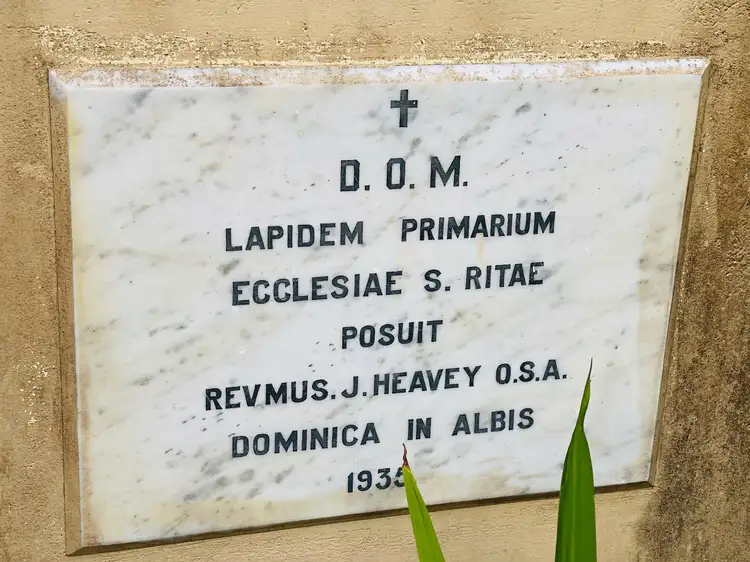 D. O. M.
LAPIDEM PRIMARIUM
ECCLESIAE S. RITAE
POSUIT
REVMUS. J. HEAVEY O.S.A.
DOMINICA IN ALBIS
1935